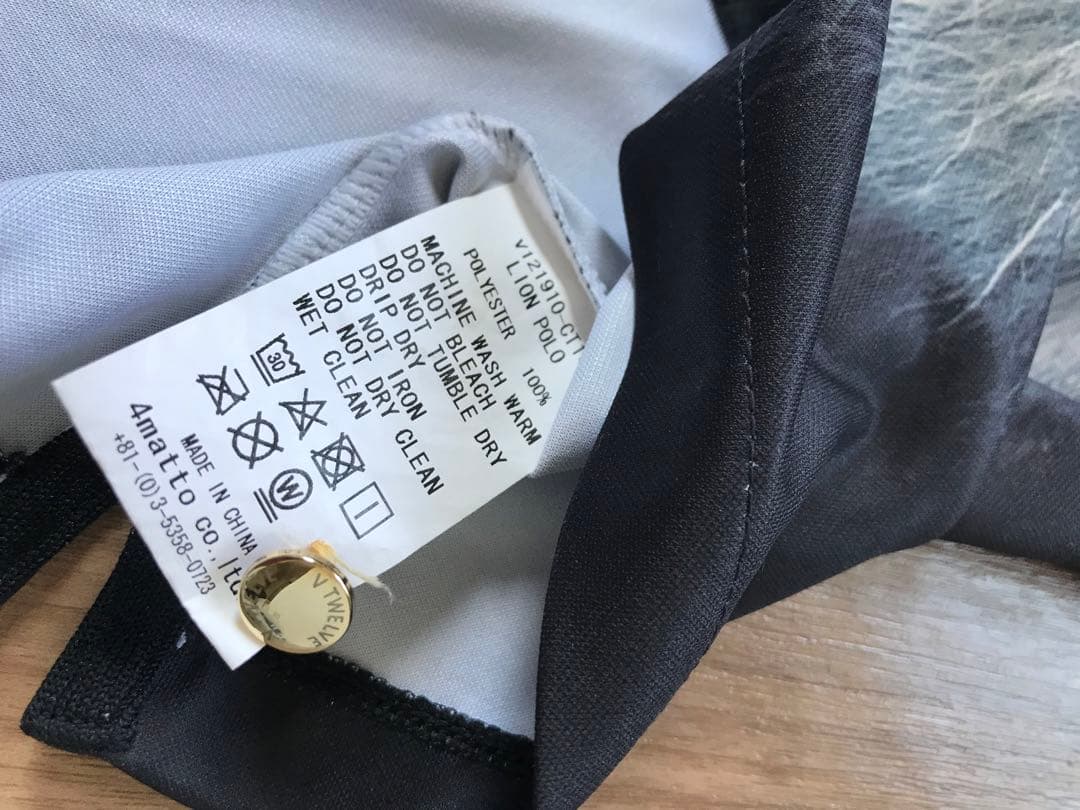 V121910-CT1
LION POLO
POLYESTER 100%
MACHINE WASH WARM
DO NOT BLEACH
DO NOT TUMBLE DRY
DRIP DRY
DO NOT IRON
DO NOT DRY CLEAN
WET CLEAN
30
W
MADE IN CHINA
4matto co.,ltd
+81-(0)3-5358-0723
V TWELVE